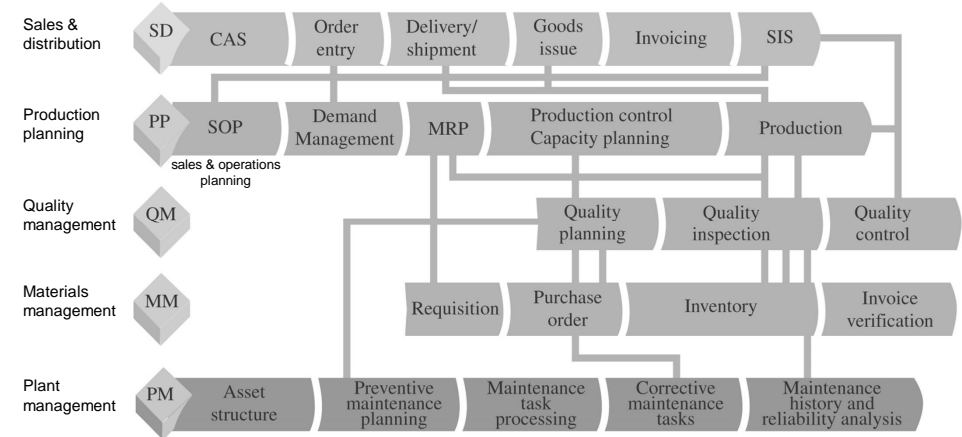 Sales &
distribution
SD
CAS
Order
entry
Delivery/
shipment
Goods
issue
Invoicing
SIS
Production
planning
PP
SOP
Demand
Management
MRP
Production control
Capacity planning
Production
sales & operations
planning
Quality
management
QM
Quality
planning
Quality
inspection
Quality
control
Materials
management
MM
Requisition
Purchase
order
Inventory
Invoice
verification
Plant
management
PM
Asset
structure
Preventive
maintenance
planning
Maintenance
task
processing
Corrective
maintenance
tasks
Maintenance
history and
reliability analysis